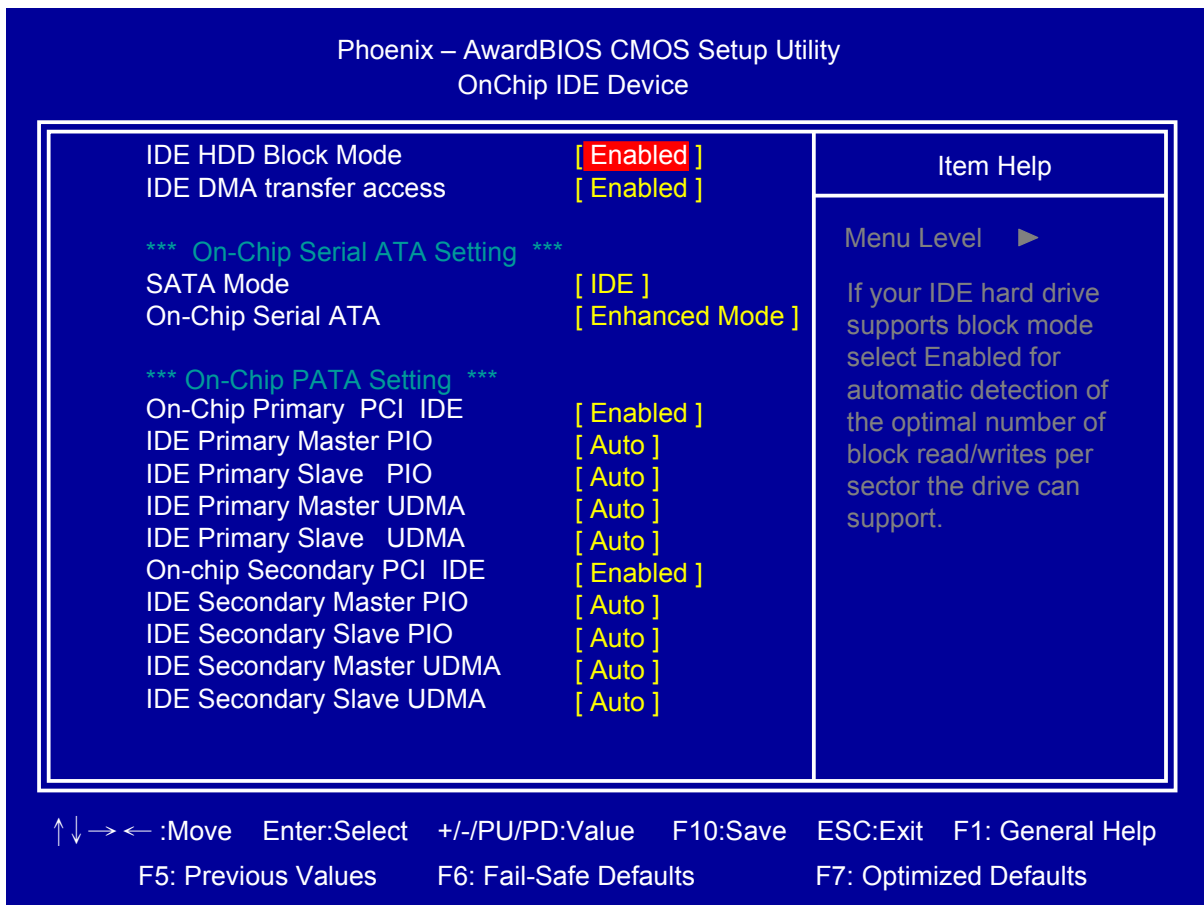 Phoenix – AwardBIOS CMOS Setup Utility
OnChip IDE Device
IDE HDD Block Mode [ Enabled ]
IDE DMA transfer access [ Enabled ]
*** On-Chip Serial ATA Setting ***
SATA Mode [ IDE ]
On-Chip Serial ATA [ Enhanced Mode ]
*** On-Chip PATA Setting ***
On-Chip Primary PCI IDE [ Enabled ]
IDE Primary Master PIO [ Auto ]
IDE Primary Slave PIO [ Auto ]
IDE Primary Master UDMA [ Auto ]
IDE Primary Slave UDMA [ Auto ]
On-chip Secondary PCI IDE [ Enabled ]
IDE Secondary Master PIO [ Auto ]
IDE Secondary Slave PIO [ Auto ]
IDE Secondary Master UDMA [ Auto ]
IDE Secondary Slave UDMA [ Auto ]
Item Help
Menu Level ►
If your IDE hard drive
supports block mode
select Enabled for
automatic detection of
the optimal number of
block read/writes per
sector the drive can
support.
↑↓→← :Move Enter:Select +/-/PU/PD:Value F10:Save ESC:Exit F1: General Help
F5: Previous Values F6: Fail-Safe Defaults F7: Optimized Defaults